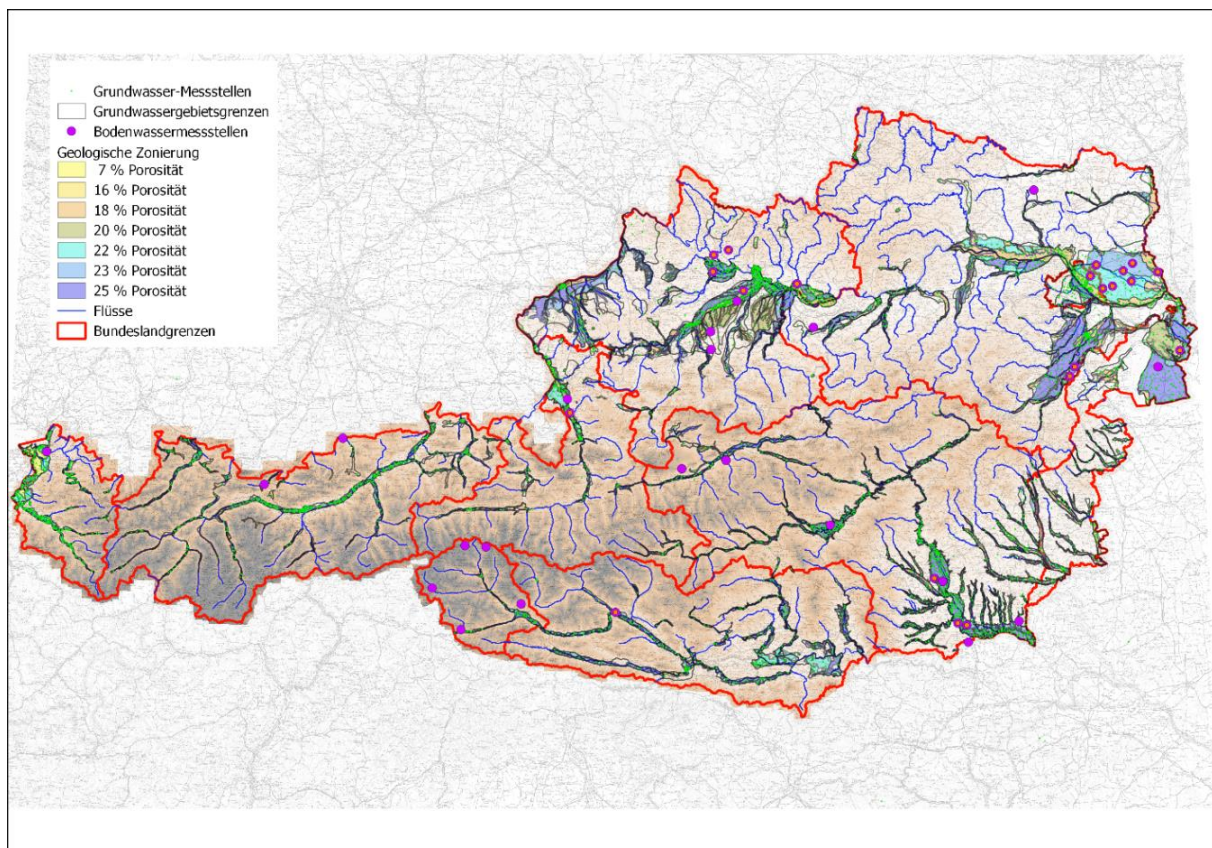 Grundwasser-Messstellen
Grundwassergebietsgrenzen
Bodenwassermessstellen
Geologische Zonierung
7 % Porosität
16 % Porosität
18 % Porosität
20 % Porosität
22 % Porosität
23 % Porosität
25 % Porosität
Flüsse
Bundeslandgrenzen